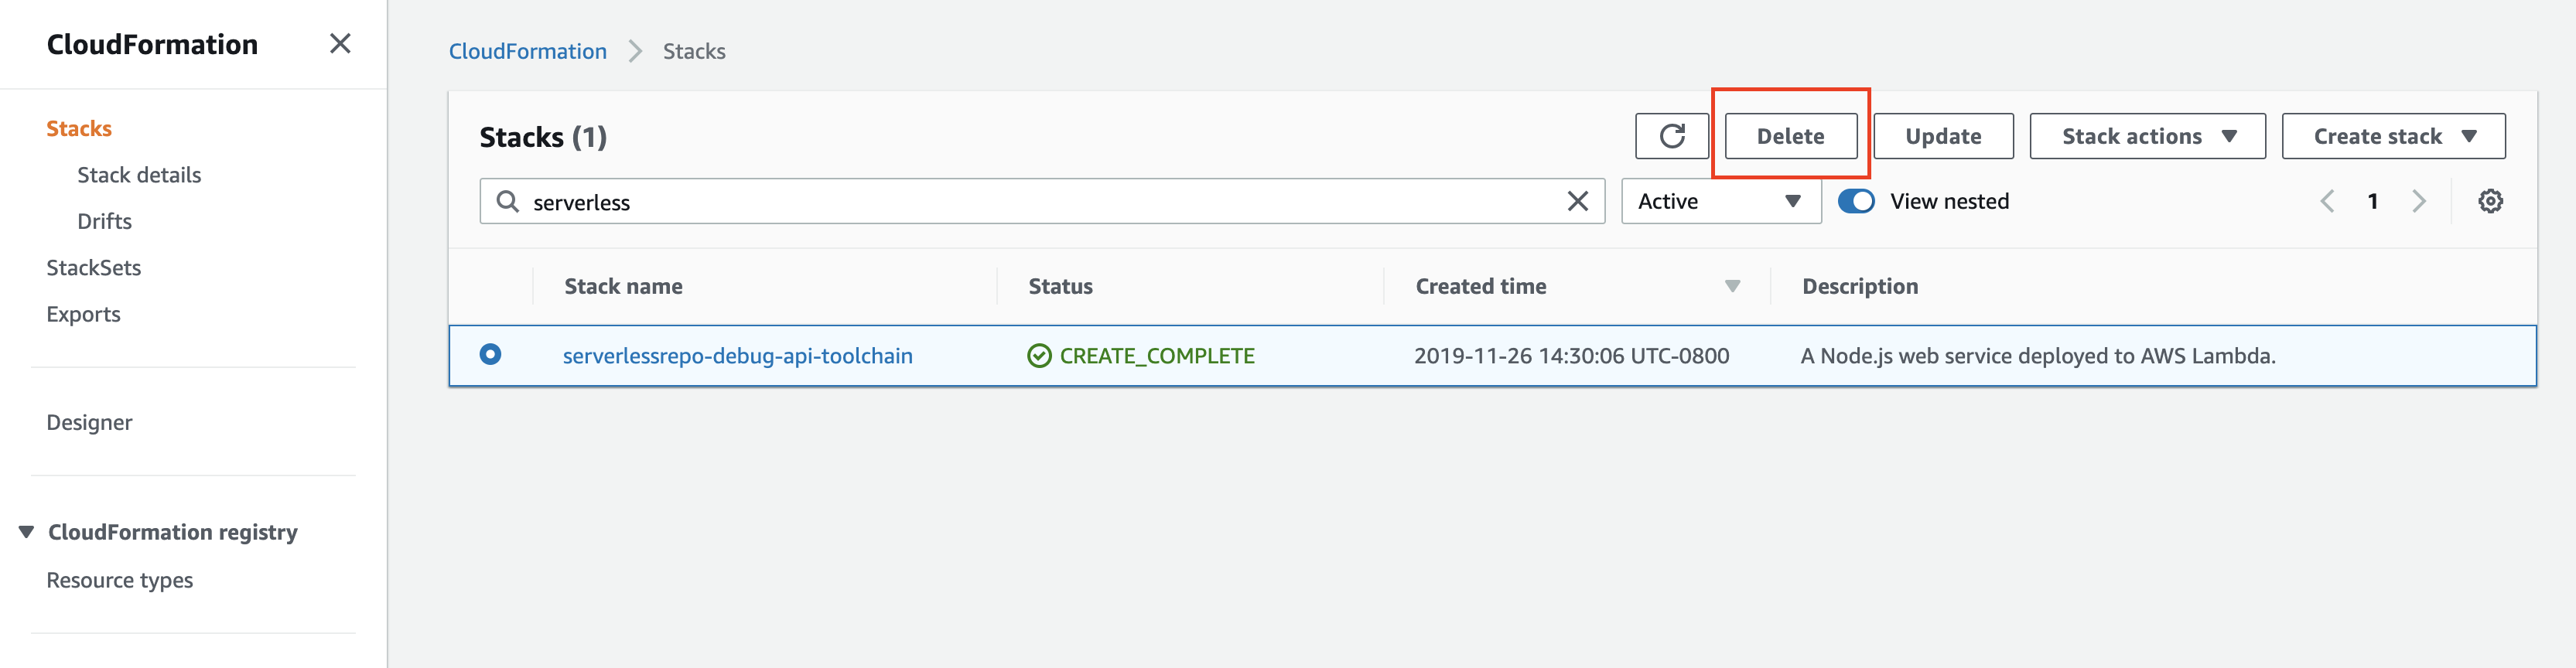 CloudFormation
Stacks
Stack details
Drifts
StackSets
Exports
Designer
CloudFormation registry
Resource types
CloudFormation Stacks
Stacks (1)
Delete Update Stack actions Create stack
serverless Active View nested 1
Stack name Status Created time Description
serverlessrepo-debug-api-toolchain CREATE_COMPLETE 2019-11-26 14:30:06 UTC-0800 A Node.js web service deployed to AWS Lambda.